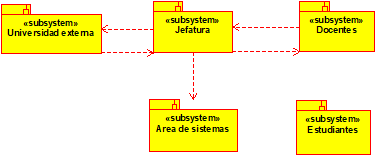 «subsystem»
Universidad externa
«subsystem»
Jefatura
«subsystem»
Docentes
«subsystem»
Area de sistemas
«subsystem»
Estudiantes